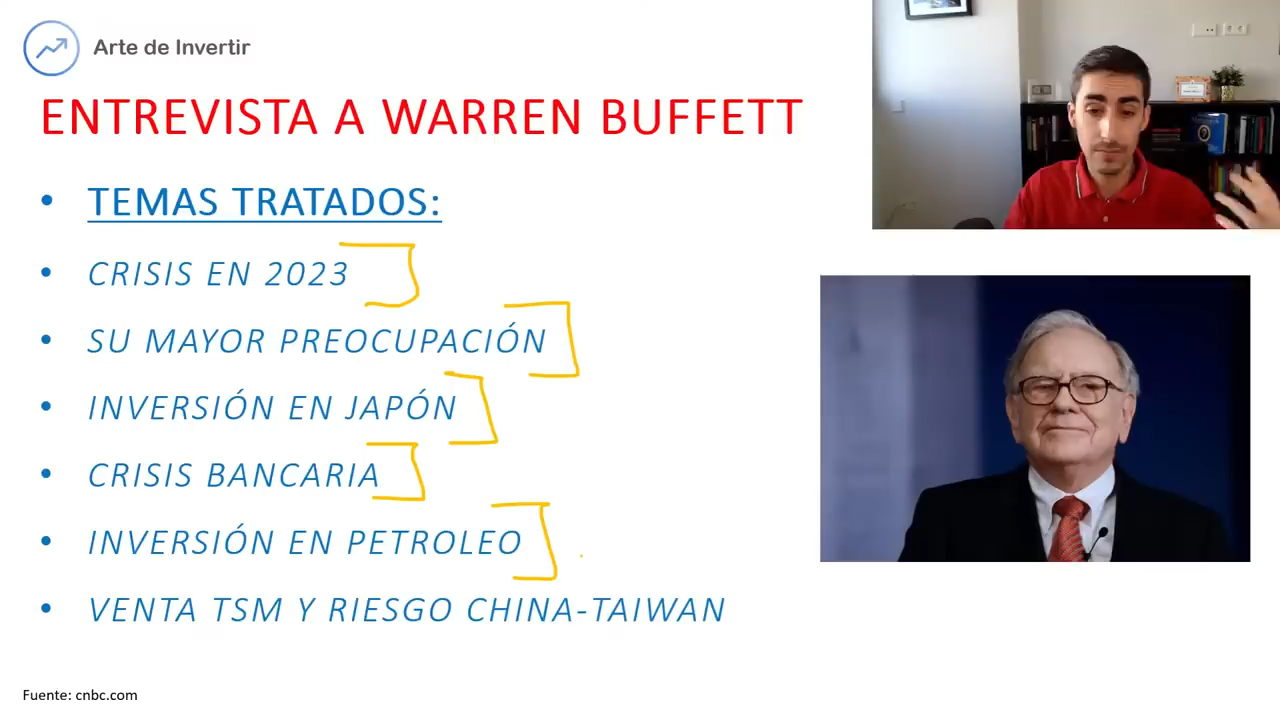 Arte de Invertir
ENTREVISTA A WARREN BUFFETT
• TEMAS TRATADOS:
• CRISIS EN 2023
• SU MAYOR PREOCUPACIÓN
• INVERSIÓN EN JAPÓN
• CRISIS BANCARIA
• INVERSIÓN EN PETROLEO
• VENTA TSM Y RIESGO CHINA-TAIWAN
Fuente: cnbc.com